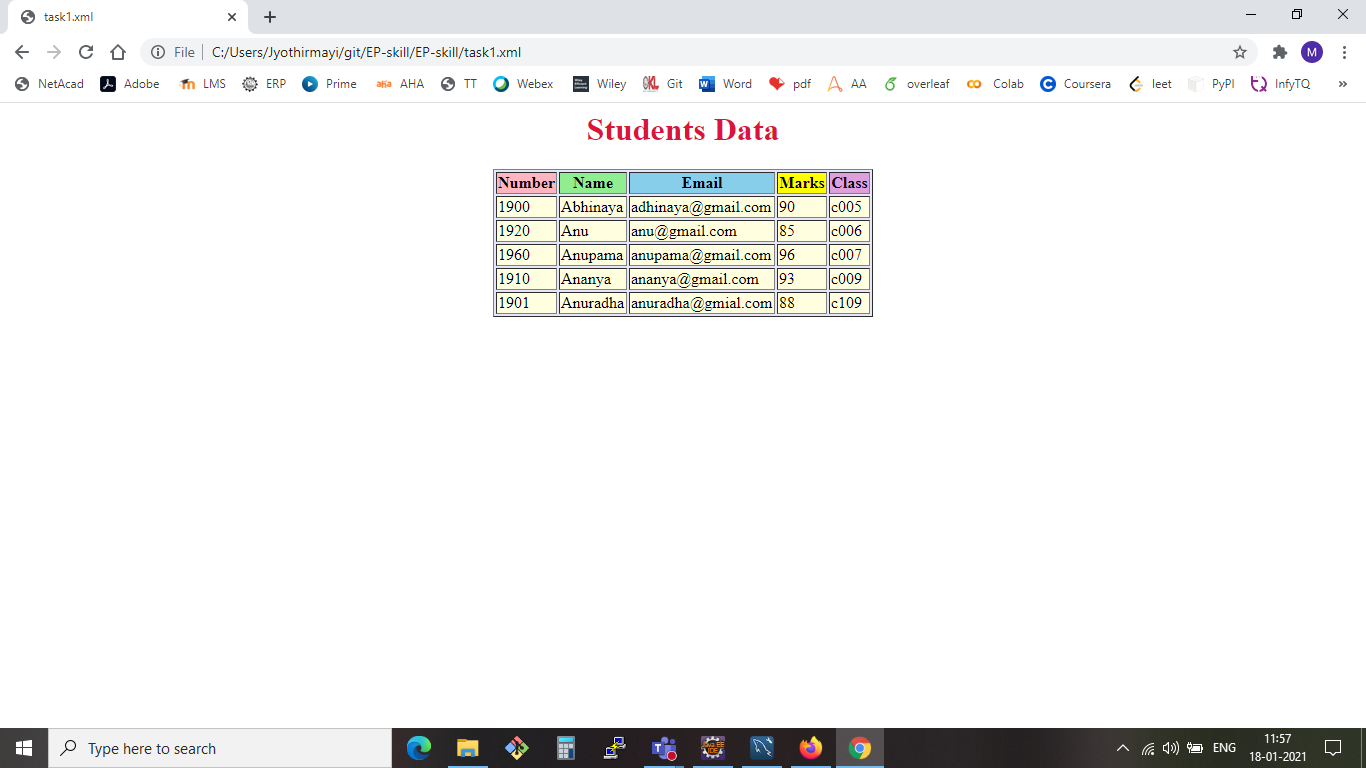 task1.xml
File C:/Users/Jyothirmayi/git/EP-skill/EP-skill/task1.xml M
NetAcad Adobe LMS ERP Prime AHA TT Webex Wiley Git Word pdf AA overleaf Colab Coursera leet PyPI InfyTQ »
Students Data
Number Name Email Marks Class
1900 Abhinaya adhinaya@gmail.com 90 c005
1920 Anu anu@gmail.com 85 c006
1960 Anupama anupama@gmail.com 96 c007
1910 Ananya ananya@gmail.com 93 c009
1901 Anuradha anuradha@gmial.com 88 c109
Type here to search ENG 11:57
18-01-2021